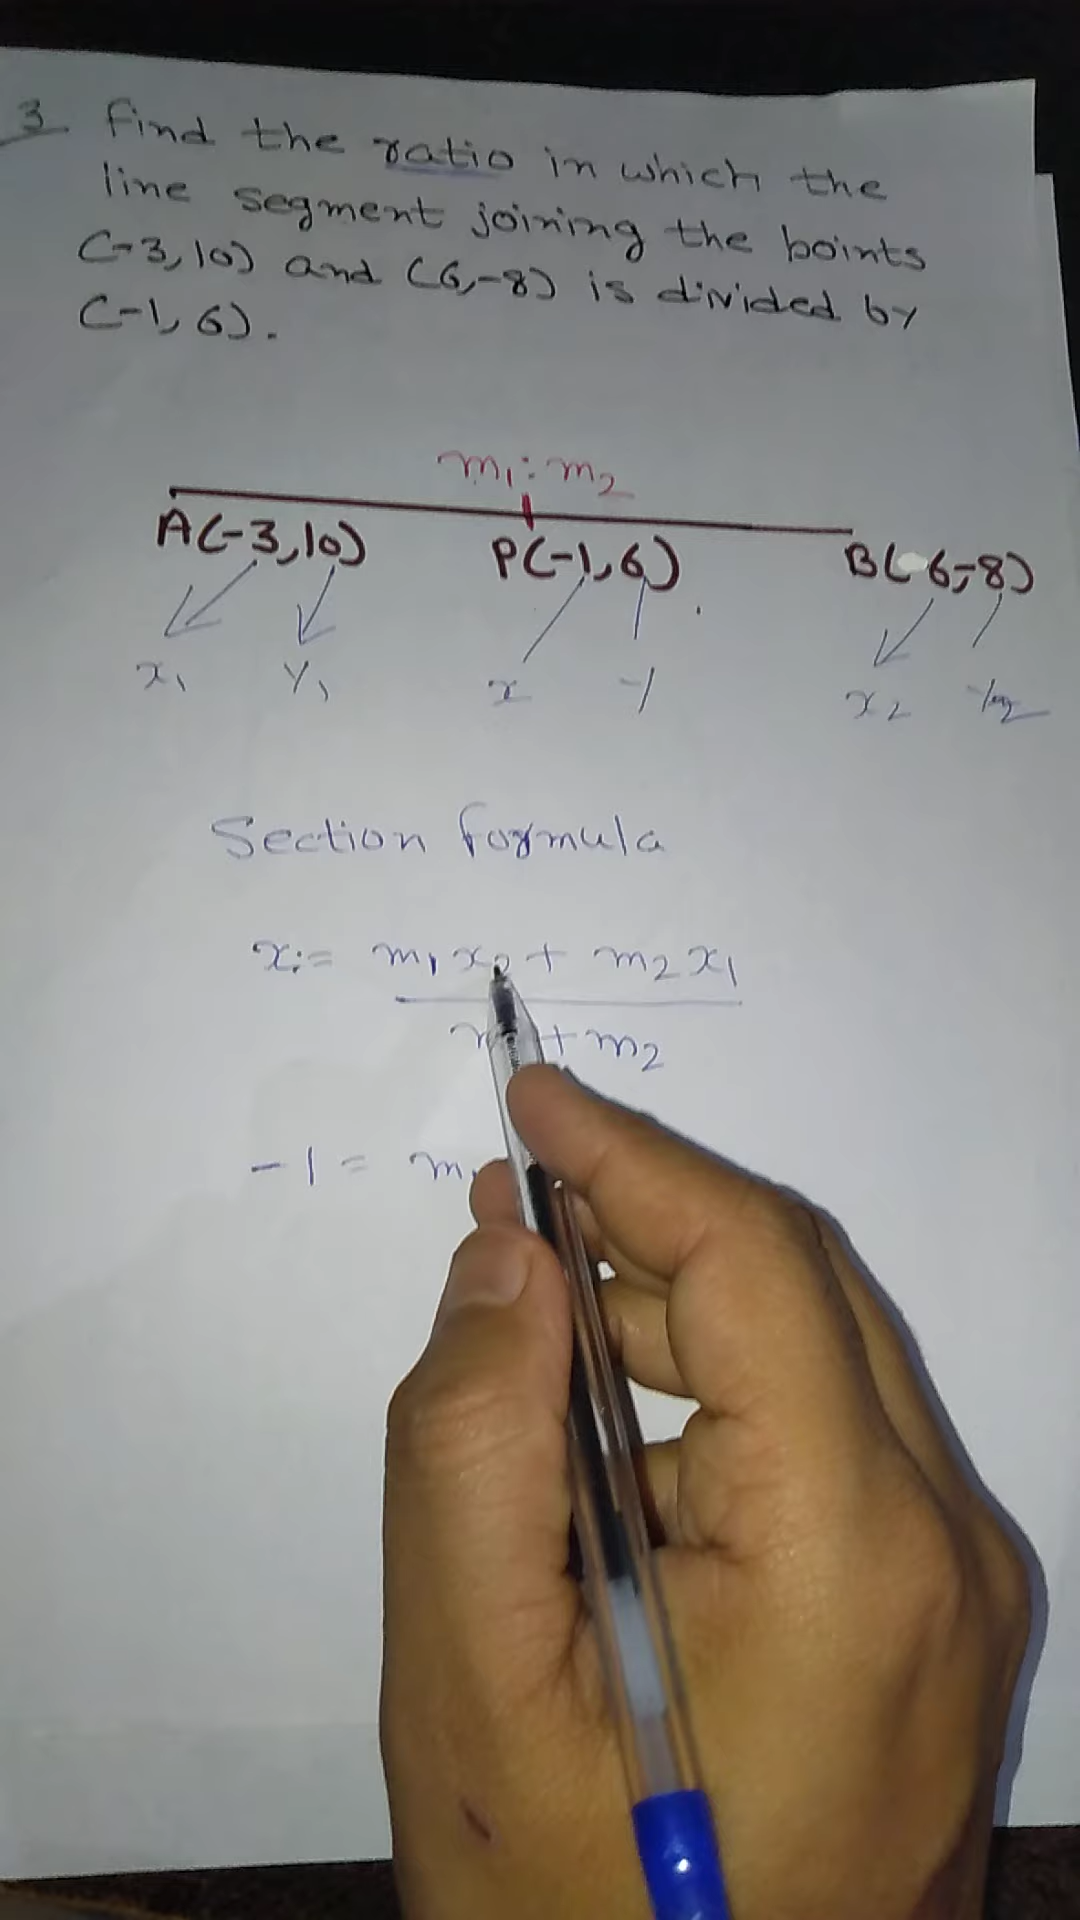 3 Find the ratio in which the
line segment joining the points
(-3,10) and (6,-8) is divided by
(-1,6).
m₁:m₂
A(-3,10) P(-1,6) B(6,-8)
x₁ y₁ x y x₂ y₂
Section formula
x = m₁x₂ + m₂x₁
+ m₂
-1 = m₁